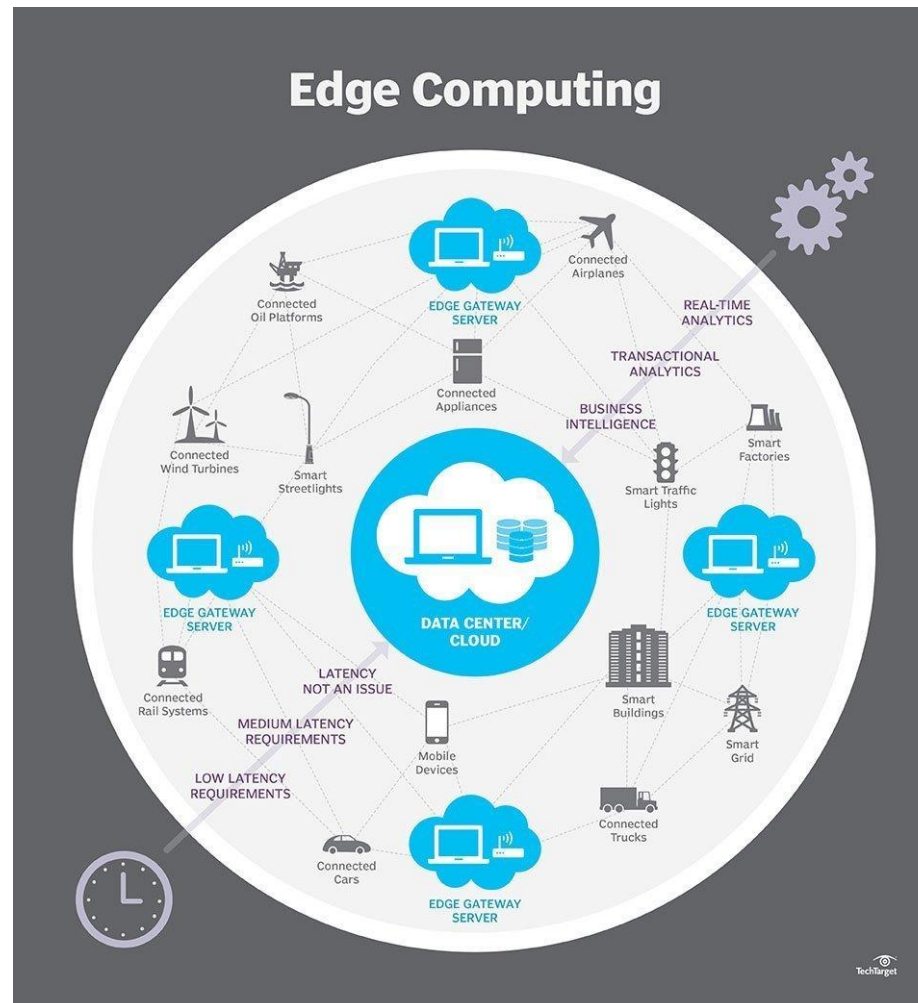 Edge Computing
EDGE GATEWAY
SERVER
Connected
Airplanes
Connected
Oil Platforms
REAL-TIME
ANALYTICS
TRANSACTIONAL
ANALYTICS
Connected
Appliances
BUSINESS
INTELLIGENCE
Connected
Wind Turbines
Smart
Streetlights
Smart Traffic
Lights
Smart
Factories
EDGE GATEWAY
SERVER
DATA CENTER/
CLOUD
EDGE GATEWAY
SERVER
Connected
Rail Systems
LATENCY
NOT AN ISSUE
MEDIUM LATENCY
REQUIREMENTS
LOW LATENCY
REQUIREMENTS
Mobile
Devices
Smart
Buildings
Smart
Grid
Connected
Cars
Connected
Trucks
EDGE GATEWAY
SERVER
TechTarget